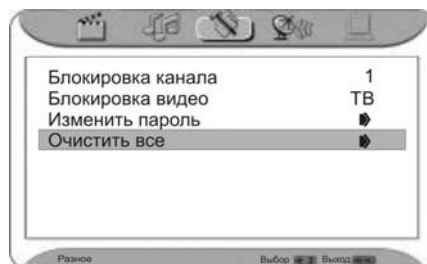 Блокировка канала 1
Блокировка видео ТВ
Изменить пароль
Очистить все
Разное Выбор Выход